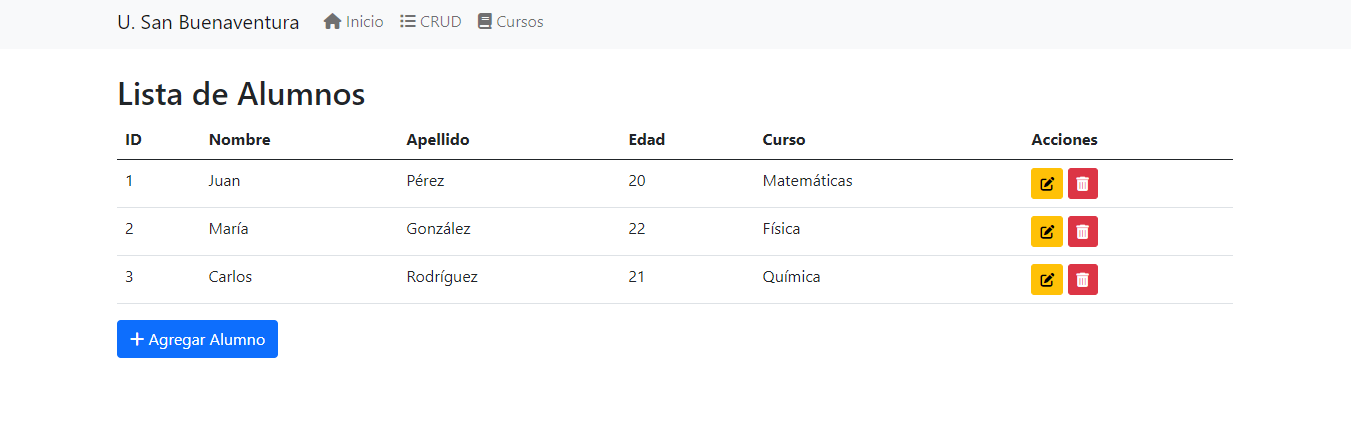 U. San Buenaventura Inicio CRUD Cursos
Lista de Alumnos
ID Nombre Apellido Edad Curso Acciones
1 Juan Pérez 20 Matemáticas
2 María González 22 Física
3 Carlos Rodríguez 21 Química
Agregar Alumno